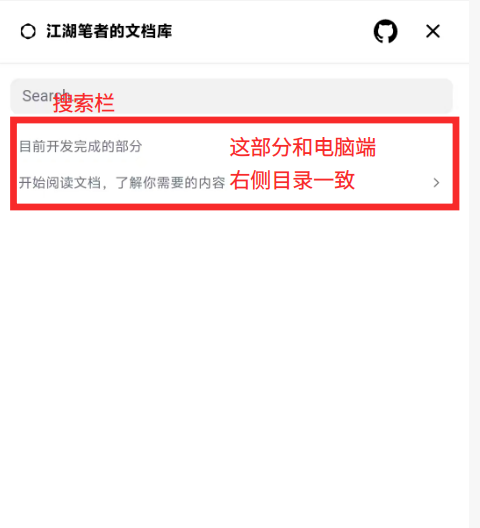 江湖笔者的文档库
Search
搜索栏
目前开发完成的部分
这部分和电脑端
开始阅读文档，了解你需要的内容
右侧目录一致